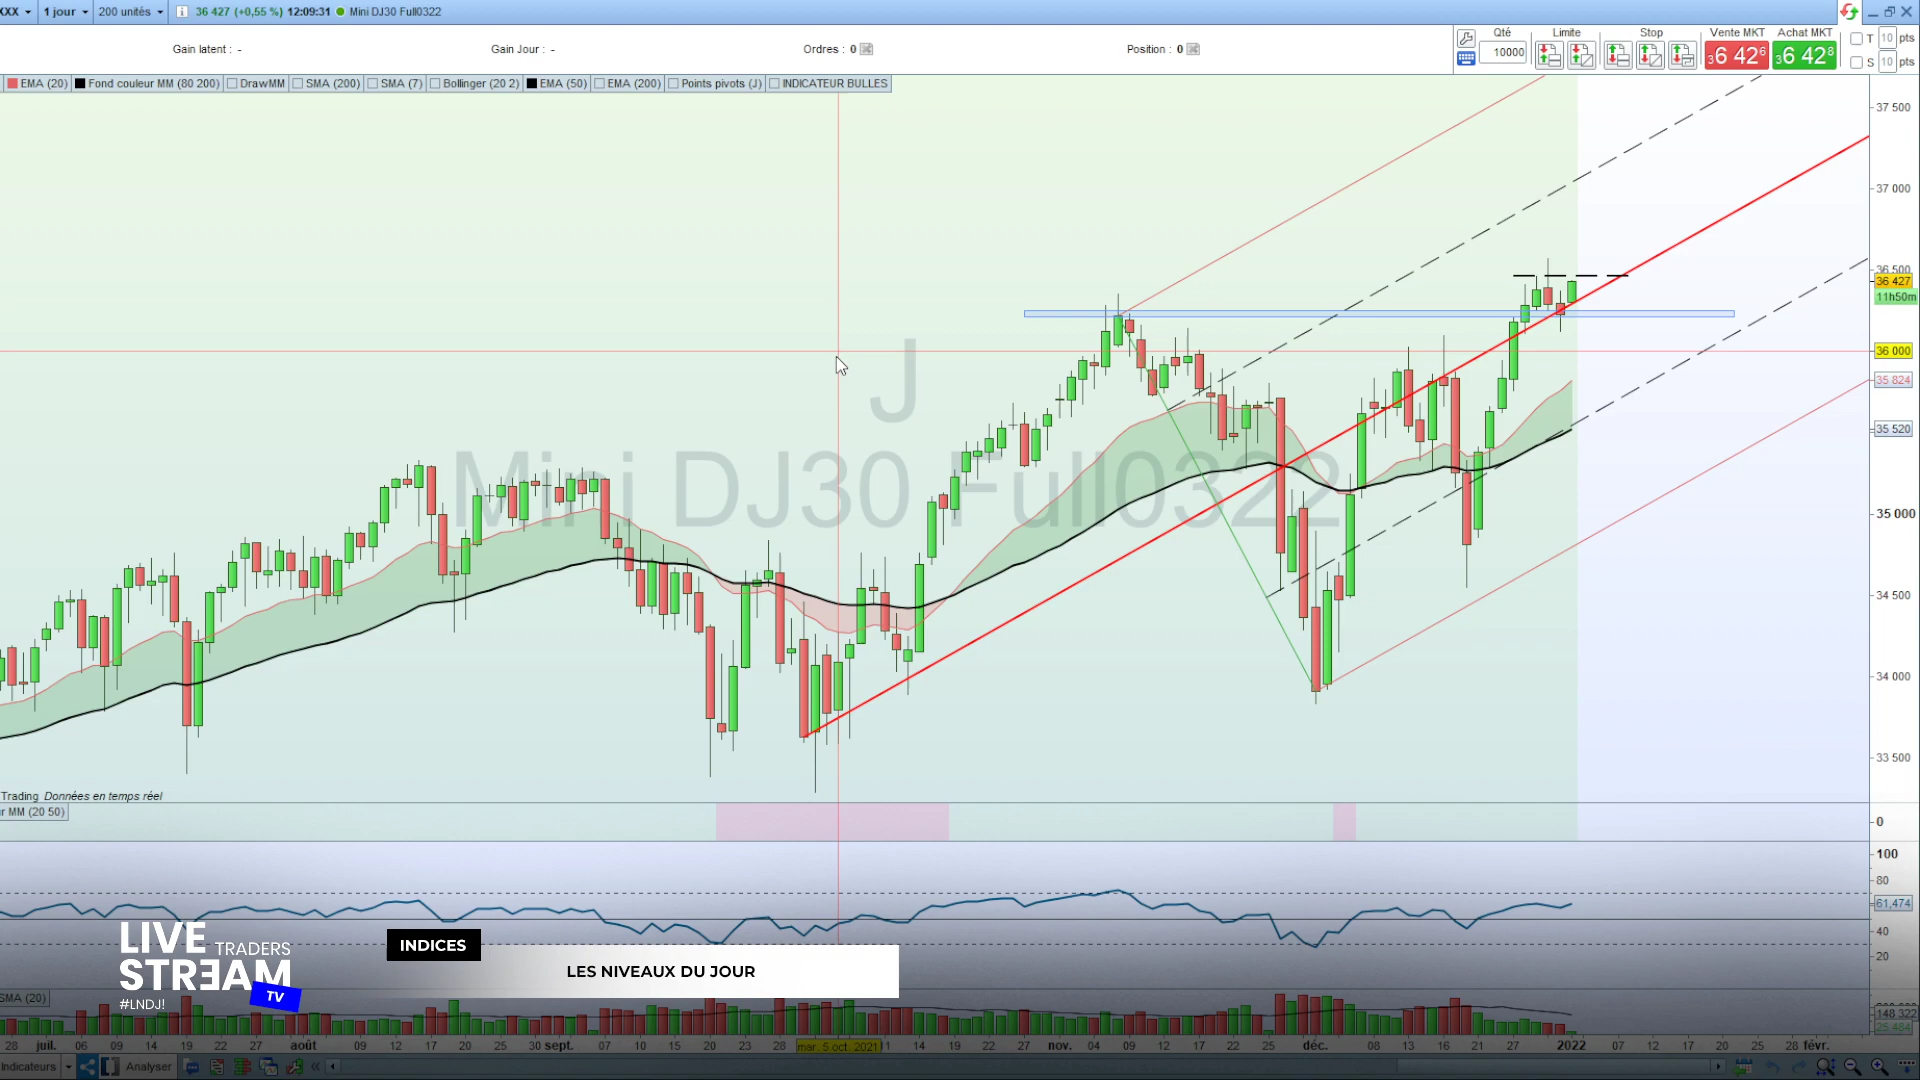 XXX 1 jour 200 unités i 36 427 (+0,55 %) 12:09:31 Mini DJ30 Full0322
Gain latent : - Gain Jour : - Ordres : 0 Position : 0
Qté Limite Stop Vente MKT Achat MKT T 10 pts
10000 36 426 36 428 S 10 pts
EMA (20) Fond couleur MM (80 200) DrawMM SMA (200) SMA (7) Bollinger (20 2) EMA (50) EMA (200) Points pivots (J) INDICATEUR BULLES
37 500
37 000
36 500
36 427
11h50m
36 000
35 824
35 520
35 000
34 500
34 000
33 500
J
Mini DJ30 Full0322
Trading Données en temps réel
r MM (20 50)
0
100
80
61,474
40
20
LIVE TRADERS
STREAM
TV
#LNDJ!
INDICES
LES NIVEAUX DU JOUR
SMA (20)
148 322
25 484
28 juil. 06 09 14 19 22 27 août 09 12 17 20 25 30 sept. 07 10 15 20 23 28 mar. 5 oct. 2021 11 14 19 22 27 nov. 04 09 12 17 22 25 déc. 08 13 16 21 27 2022 07 12 17 20 25 28 févr.
Indicateurs Analyser